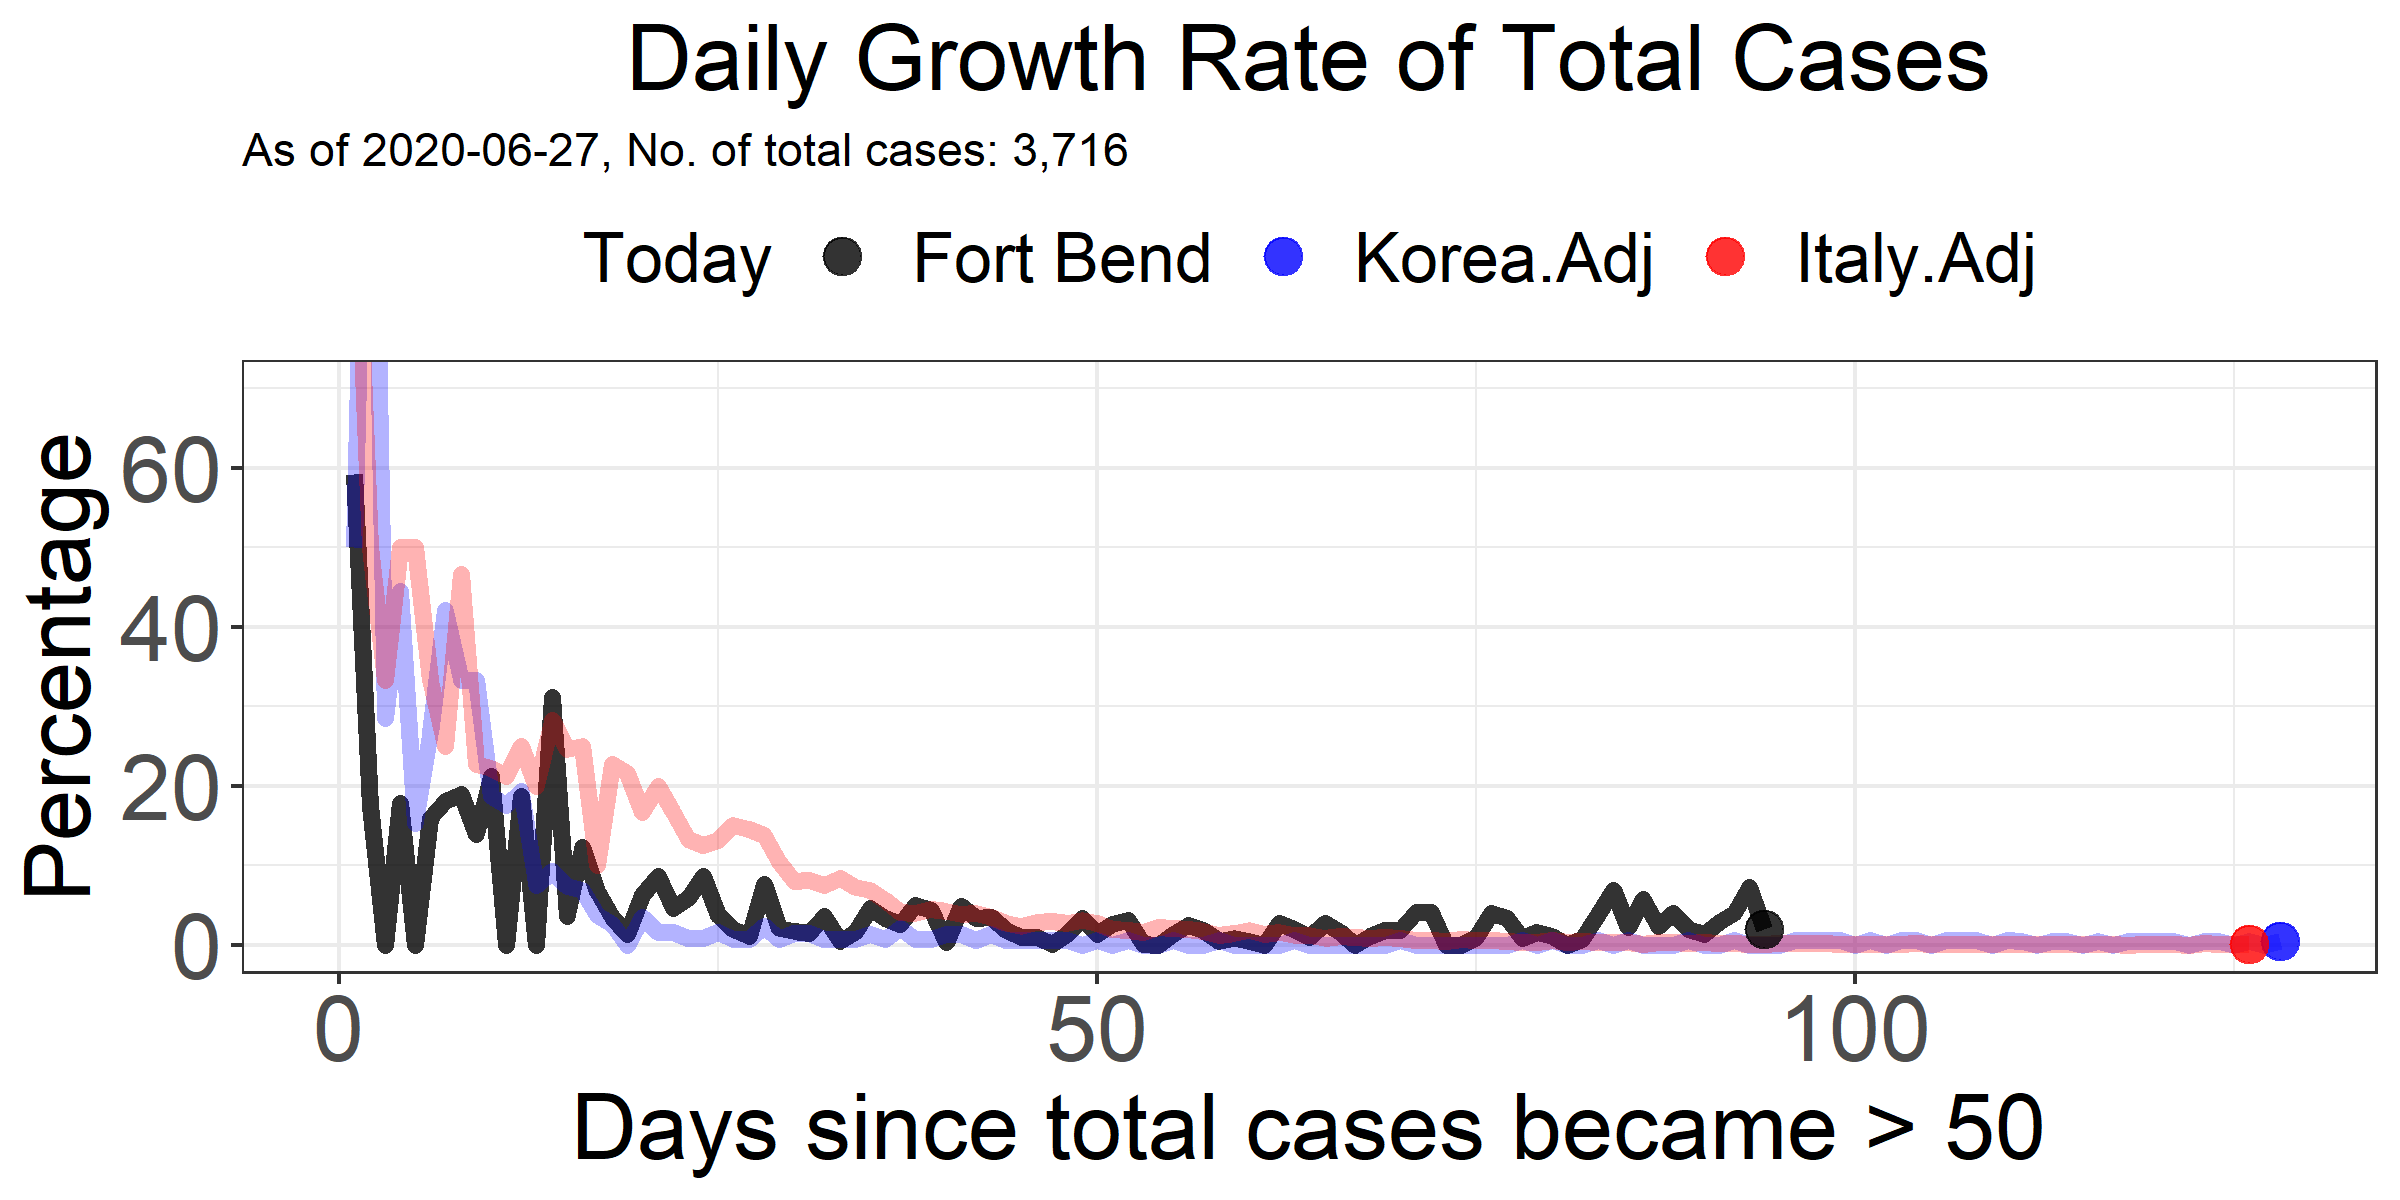 Daily Growth Rate of Total Cases
As of 2020-06-27, No. of total cases: 3,716
Today Fort Bend Korea.Adj Italy.Adj
Percentage
60
40
20
0
0 50 100
Days since total cases became > 50